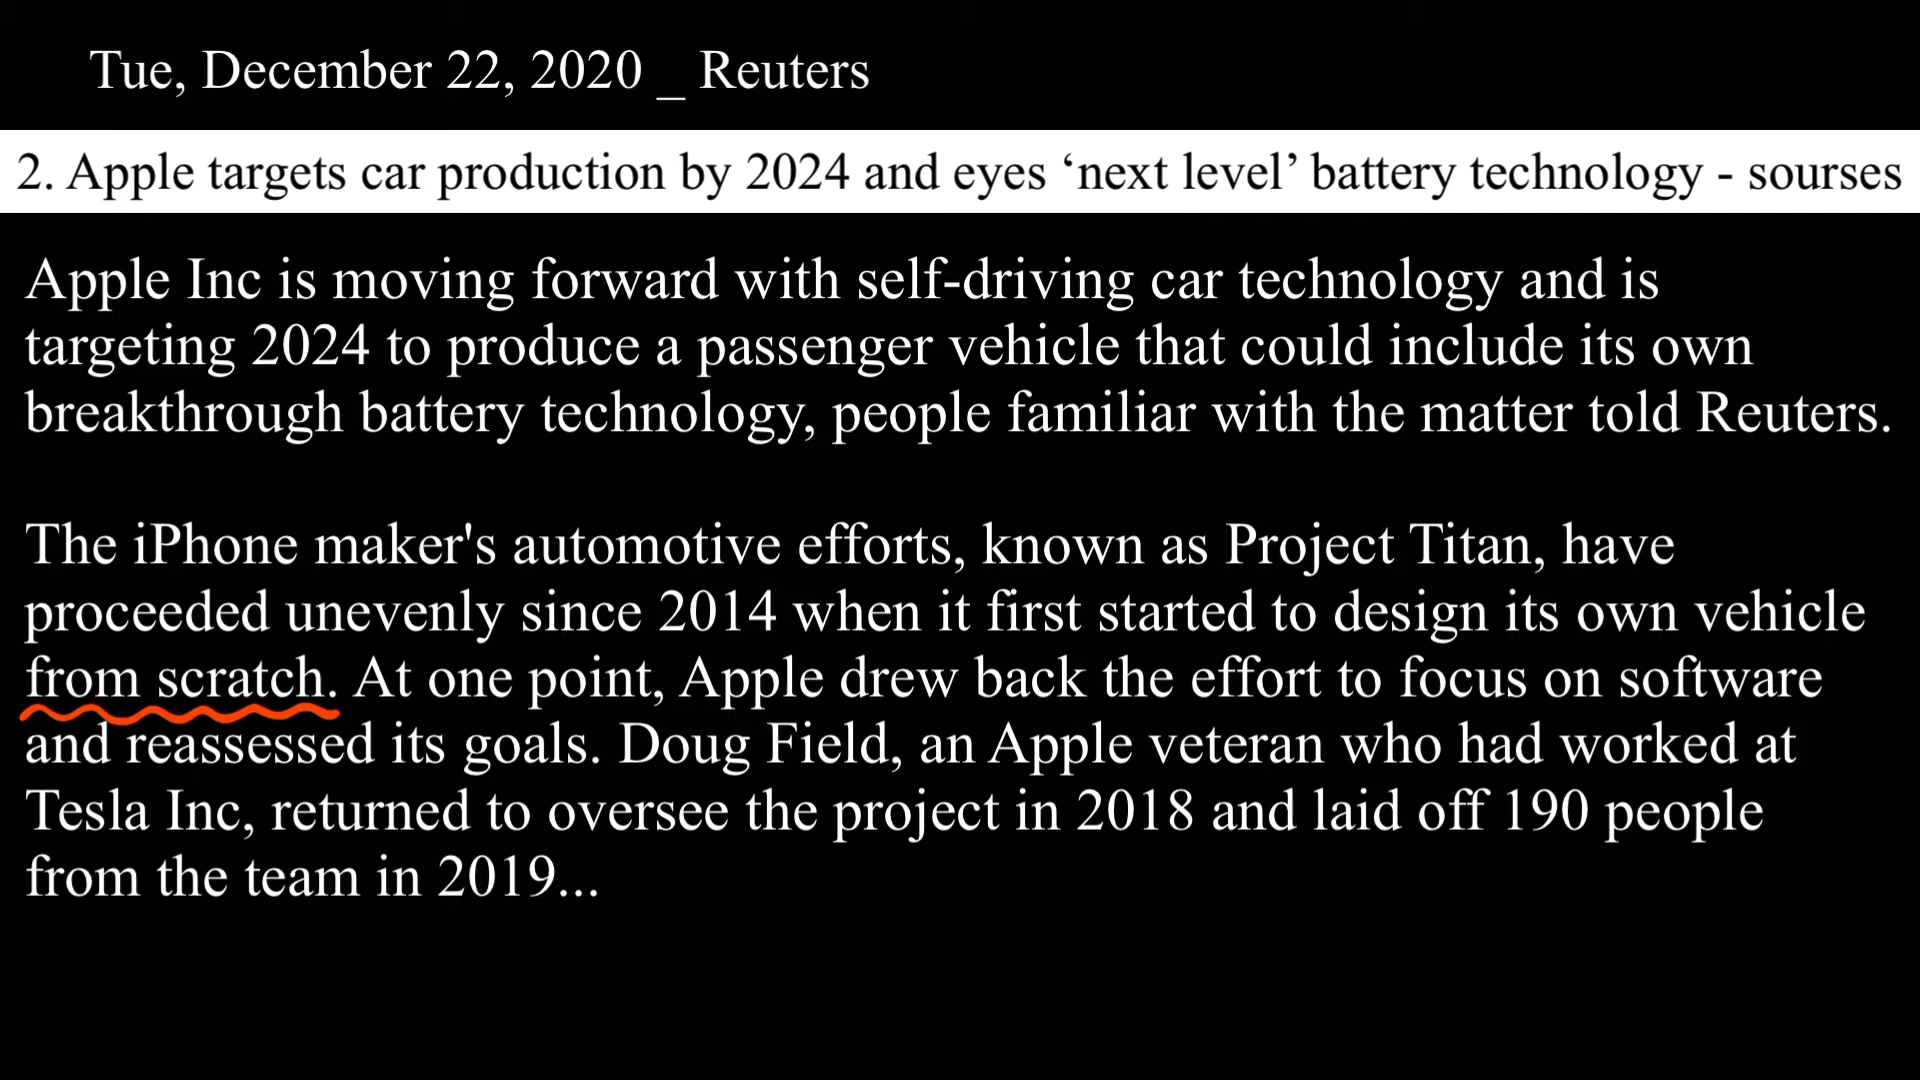 Tue, December 22, 2020 _ Reuters
2. Apple targets car production by 2024 and eyes ‘next level’ battery technology - sourses
Apple Inc is moving forward with self-driving car technology and is
targeting 2024 to produce a passenger vehicle that could include its own
breakthrough battery technology, people familiar with the matter told Reuters.
The iPhone maker's automotive efforts, known as Project Titan, have
proceeded unevenly since 2014 when it first started to design its own vehicle
from scratch. At one point, Apple drew back the effort to focus on software
and reassessed its goals. Doug Field, an Apple veteran who had worked at
Tesla Inc, returned to oversee the project in 2018 and laid off 190 people
from the team in 2019...